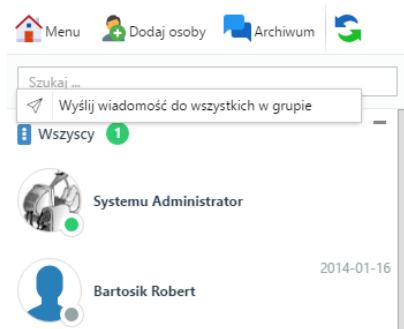 Menu Dodaj osoby Archiwum
Szukaj ...
Wyślij wiadomość do wszystkich w grupie
Wszyscy 1
Systemu Administrator
2014-01-16
Bartosik Robert